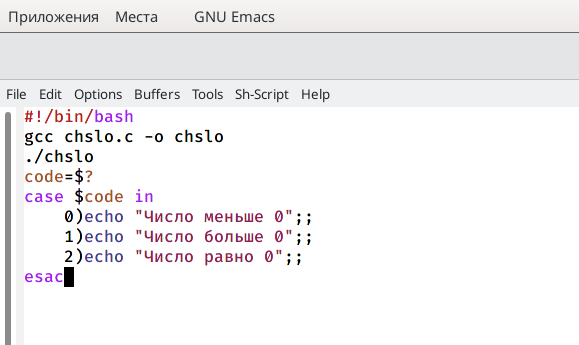 Приложения Места GNU Emacs
File Edit Options Buffers Tools Sh-Script Help
#!/bin/bash
gcc chslo.c -o chslo
./chslo
code=$?
case $code in
    0)echo "Число меньше 0";;
    1)echo "Число больше 0";;
    2)echo "Число равно 0";;
esac